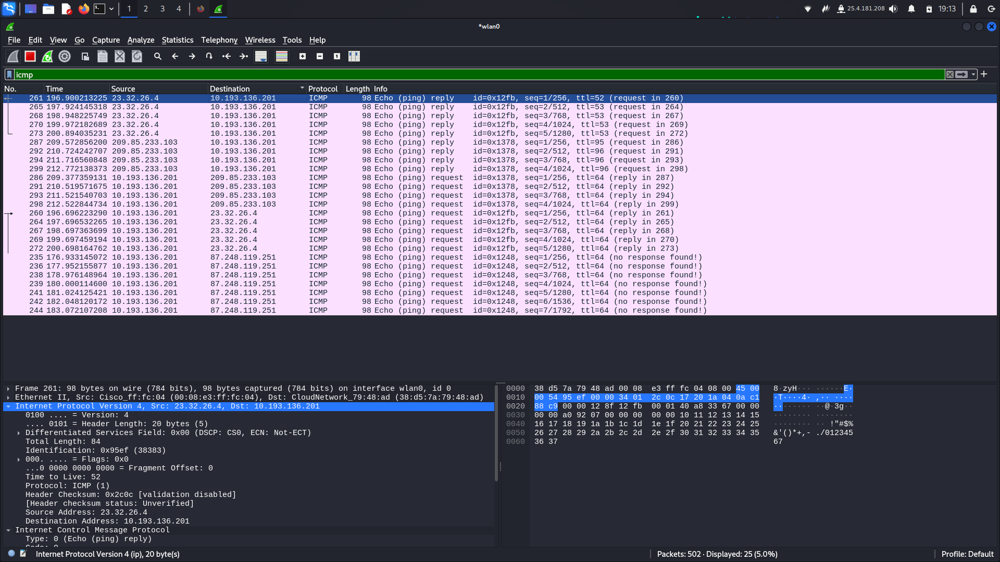 1 2 3 4 25.4.181.208 19:13
*wlan0
File Edit View Go Capture Analyze Statistics Telephony Wireless Tools Help
icmp
No. Time Source Destination Protocol Length Info
261 196.900213225 23.32.26.4 10.193.136.201 ICMP 98 Echo (ping) reply id=0x12fb, seq=1/256, ttl=52 (request in 260)
265 197.924145318 23.32.26.4 10.193.136.201 ICMP 98 Echo (ping) reply id=0x12fb, seq=2/512, ttl=53 (request in 264)
268 198.948225749 23.32.26.4 10.193.136.201 ICMP 98 Echo (ping) reply id=0x12fb, seq=3/768, ttl=53 (request in 267)
270 199.972182689 23.32.26.4 10.193.136.201 ICMP 98 Echo (ping) reply id=0x12fb, seq=4/1024, ttl=53 (request in 269)
273 200.894035231 23.32.26.4 10.193.136.201 ICMP 98 Echo (ping) reply id=0x12fb, seq=5/1280, ttl=53 (request in 272)
287 209.572856200 209.85.233.103 10.193.136.201 ICMP 98 Echo (ping) reply id=0x1378, seq=1/256, ttl=95 (request in 286)
292 210.724242707 209.85.233.103 10.193.136.201 ICMP 98 Echo (ping) reply id=0x1378, seq=2/512, ttl=96 (request in 291)
294 211.716560848 209.85.233.103 10.193.136.201 ICMP 98 Echo (ping) reply id=0x1378, seq=3/768, ttl=96 (request in 293)
299 212.772138373 209.85.233.103 10.193.136.201 ICMP 98 Echo (ping) reply id=0x1378, seq=4/1024, ttl=96 (request in 298)
286 209.377359131 10.193.136.201 209.85.233.103 ICMP 98 Echo (ping) request id=0x1378, seq=1/256, ttl=64 (reply in 287)
291 210.519571675 10.193.136.201 209.85.233.103 ICMP 98 Echo (ping) request id=0x1378, seq=2/512, ttl=64 (reply in 292)
293 211.521540703 10.193.136.201 209.85.233.103 ICMP 98 Echo (ping) request id=0x1378, seq=3/768, ttl=64 (reply in 294)
298 212.522844734 10.193.136.201 209.85.233.103 ICMP 98 Echo (ping) request id=0x1378, seq=4/1024, ttl=64 (reply in 299)
260 196.696223290 10.193.136.201 23.32.26.4 ICMP 98 Echo (ping) request id=0x12fb, seq=1/256, ttl=64 (reply in 261)
264 197.696532265 10.193.136.201 23.32.26.4 ICMP 98 Echo (ping) request id=0x12fb, seq=2/512, ttl=64 (reply in 265)
267 198.697363699 10.193.136.201 23.32.26.4 ICMP 98 Echo (ping) request id=0x12fb, seq=3/768, ttl=64 (reply in 268)
269 199.697459194 10.193.136.201 23.32.26.4 ICMP 98 Echo (ping) request id=0x12fb, seq=4/1024, ttl=64 (reply in 270)
272 200.698164762 10.193.136.201 23.32.26.4 ICMP 98 Echo (ping) request id=0x12fb, seq=5/1280, ttl=64 (reply in 273)
235 176.933145072 10.193.136.201 87.248.119.251 ICMP 98 Echo (ping) request id=0x1248, seq=1/256, ttl=64 (no response found!)
236 177.952155877 10.193.136.201 87.248.119.251 ICMP 98 Echo (ping) request id=0x1248, seq=2/512, ttl=64 (no response found!)
238 178.976148964 10.193.136.201 87.248.119.251 ICMP 98 Echo (ping) request id=0x1248, seq=3/768, ttl=64 (no response found!)
239 180.000114600 10.193.136.201 87.248.119.251 ICMP 98 Echo (ping) request id=0x1248, seq=4/1024, ttl=64 (no response found!)
241 181.024125421 10.193.136.201 87.248.119.251 ICMP 98 Echo (ping) request id=0x1248, seq=5/1280, ttl=64 (no response found!)
242 182.048120172 10.193.136.201 87.248.119.251 ICMP 98 Echo (ping) request id=0x1248, seq=6/1536, ttl=64 (no response found!)
244 183.072107208 10.193.136.201 87.248.119.251 ICMP 98 Echo (ping) request id=0x1248, seq=7/1792, ttl=64 (no response found!)
Frame 261: 98 bytes on wire (784 bits), 98 bytes captured (784 bits) on interface wlan0, id 0
Ethernet II, Src: Cisco_ff:fc:04 (00:08:e3:ff:fc:04), Dst: CloudNetwork_79:48:ad (38:d5:7a:79:48:ad)
Internet Protocol Version 4, Src: 23.32.26.4, Dst: 10.193.136.201
0100 .... = Version: 4
.... 0101 = Header Length: 20 bytes (5)
Differentiated Services Field: 0x00 (DSCP: CS0, ECN: Not-ECT)
Total Length: 84
Identification: 0x95ef (38383)
000. .... = Flags: 0x0
...0 0000 0000 0000 = Fragment Offset: 0
Time to Live: 52
Protocol: ICMP (1)
Header Checksum: 0x2c0c [validation disabled]
[Header checksum status: Unverified]
Source Address: 23.32.26.4
Destination Address: 10.193.136.201
Internet Control Message Protocol
Type: 0 (Echo (ping) reply)
Code: 0
0000 38 d5 7a 79 48 ad 00 08 e3 ff fc 04 08 00 45 00 8·zyH··· ······E·
0010 00 54 95 ef 00 00 34 01 2c 0c 17 20 1a 04 0a c1 ·T····4· ,·· ····
0020 88 c9 00 00 12 8f 12 fb 00 01 40 a8 33 67 00 00 ········ ··@·3g··
0030 00 00 a0 92 07 00 00 00 00 00 10 11 12 13 14 15 ········ ········
0040 16 17 18 19 1a 1b 1c 1d 1e 1f 20 21 22 23 24 25 ········ ·· !"#$%
0050 26 27 28 29 2a 2b 2c 2d 2e 2f 30 31 32 33 34 35 &'()*+,- ./012345
0060 36 37 67
Internet Protocol Version 4 (ip), 20 byte(s) Packets: 502 · Displayed: 25 (5.0%) Profile: Default